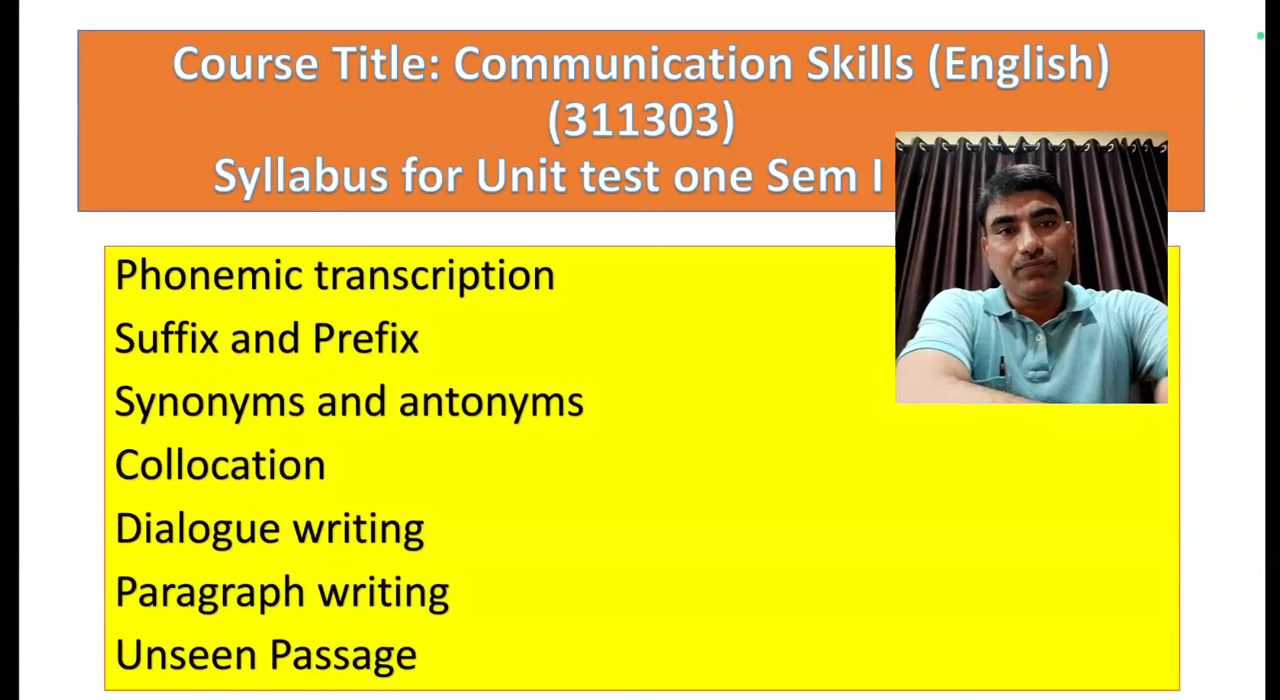 Course Title: Communication Skills (English)
(311303)
Syllabus for Unit test one Sem I
Phonemic transcription
Suffix and Prefix
Synonyms and antonyms
Collocation
Dialogue writing
Paragraph writing
Unseen Passage